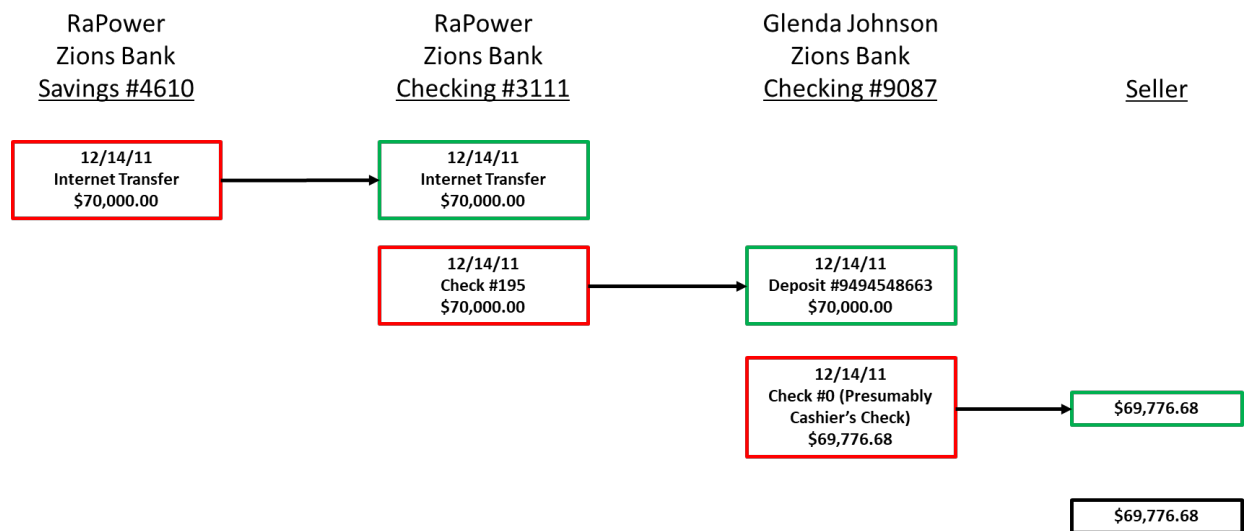 RaPower
Zions Bank
Savings #4610
RaPower
Zions Bank
Checking #3111
Glenda Johnson
Zions Bank
Checking #9087
Seller
12/14/11
Internet Transfer
$70,000.00
12/14/11
Internet Transfer
$70,000.00
12/14/11
Check #195
$70,000.00
12/14/11
Deposit #9494548663
$70,000.00
12/14/11
Check #0 (Presumably
Cashier's Check)
$69,776.68
$69,776.68
$69,776.68